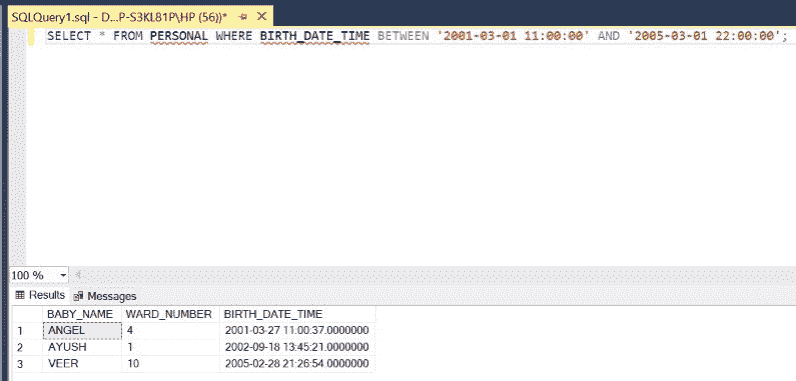 SQLQuery1.sql - D...P-S3KL81P\HP (56))*
SELECT * FROM PERSONAL WHERE BIRTH_DATE_TIME BETWEEN '2001-03-01 11:00:00' AND '2005-03-01 22:00:00';
100 %
Results Messages
BABY_NAME WARD_NUMBER BIRTH_DATE_TIME
1 ANGEL 4 2001-03-27 11:00:37.0000000
2 AYUSH 1 2002-09-18 13:45:21.0000000
3 VEER 10 2005-02-28 21:26:54.0000000